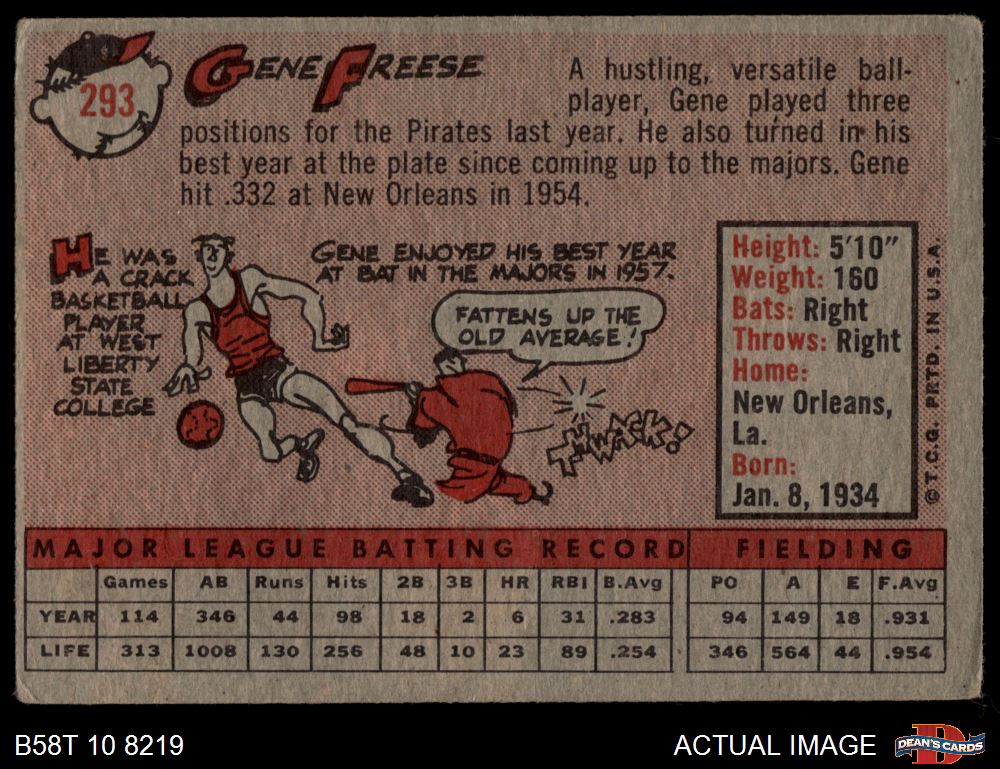 293
GENE FREESE
A hustling, versatile ball-
player, Gene played three
positions for the Pirates last year. He also turned in his
best year at the plate since coming up to the majors. Gene
hit .332 at New Orleans in 1954.
HE WAS
A CRACK
BASKETBALL
PLAYER
AT WEST
LIBERTY
STATE
COLLEGE
GENE ENJOYED HIS BEST YEAR
AT BAT IN THE MAJORS IN 1957.
FATTENS UP THE
OLD AVERAGE!
THWACK!
Height: 5'10"
Weight: 160
Bats: Right
Throws: Right
Home:
New Orleans,
La.
Born:
Jan. 8, 1934
© T.C.G. PRTD. IN U.S.A.
MAJOR LEAGUE BATTING RECORD FIELDING
Games AB Runs Hits 2B 3B HR RBI B.Avg PO A E F.Avg
YEAR 114 346 44 98 18 2 6 31 .283 94 149 18 .931
LIFE 313 1008 130 256 48 10 23 89 .254 346 564 44 .954
B58T 10 8219
ACTUAL IMAGE
D
DEAN'S CARDS